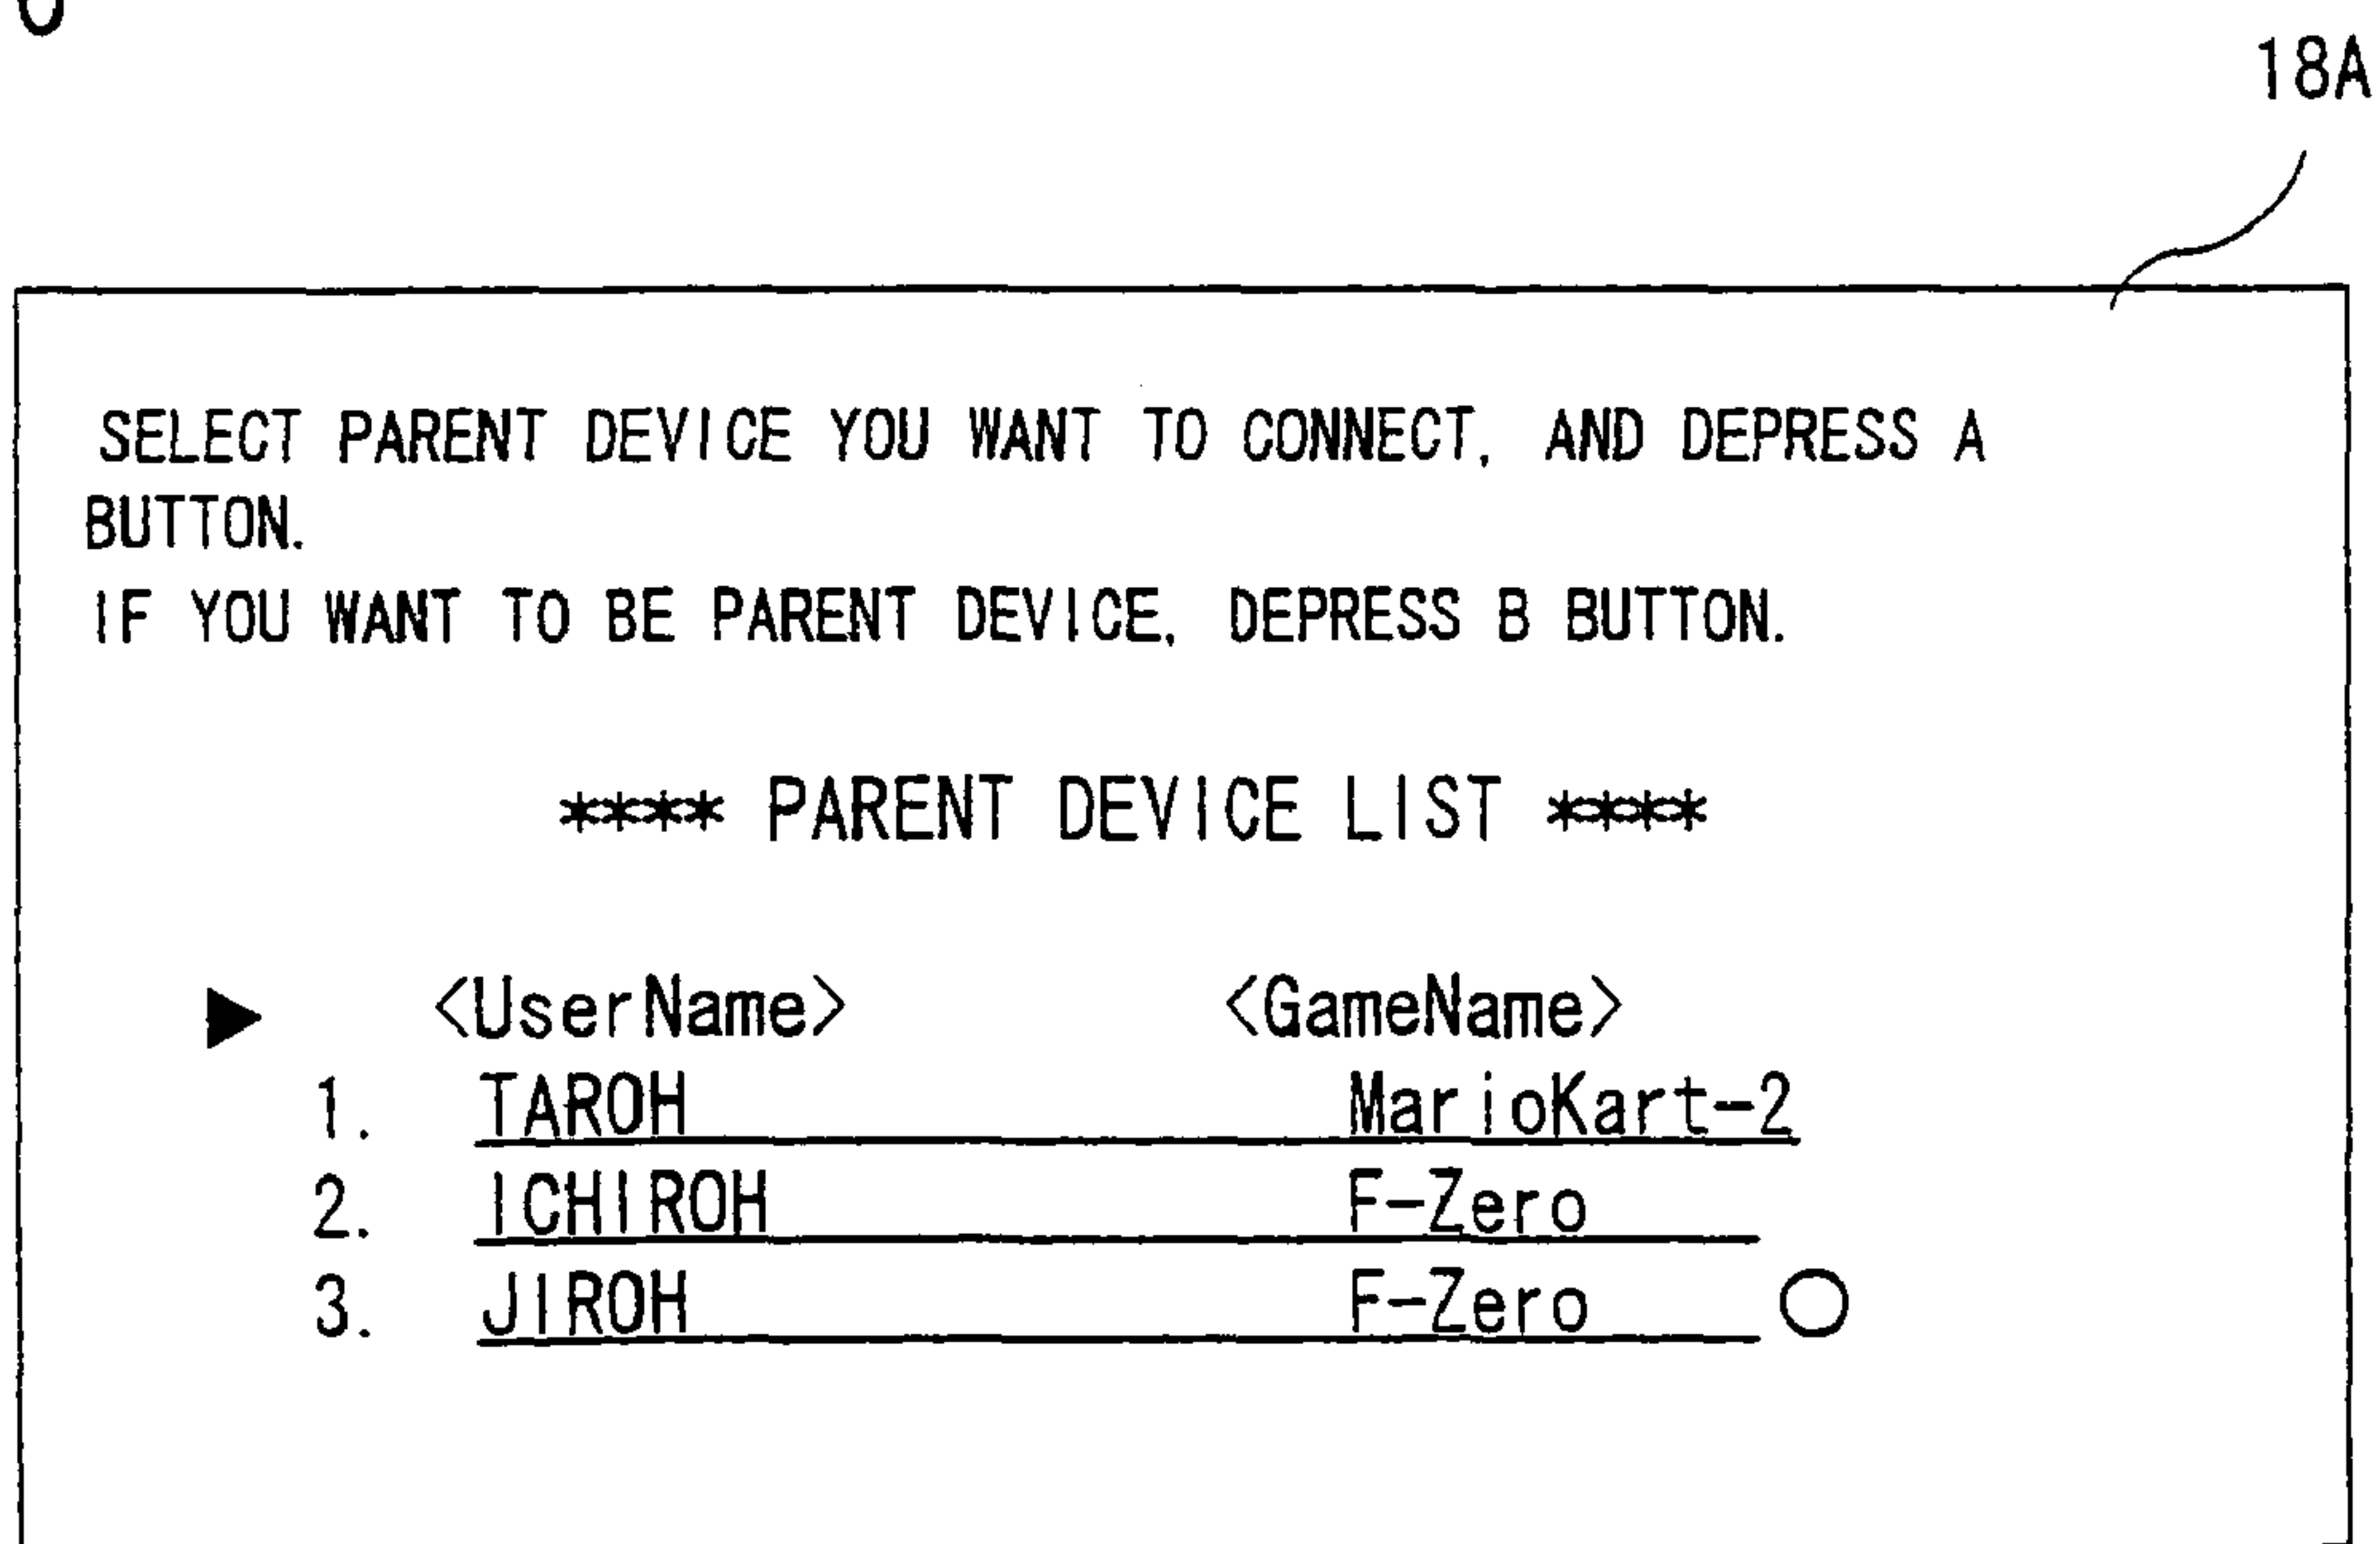 18A
SELECT PARENT DEVICE YOU WANT TO CONNECT, AND DEPRESS A
BUTTON.
IF YOU WANT TO BE PARENT DEVICE, DEPRESS B BUTTON.
**** PARENT DEVICE LIST ****
▶ <UserName> <GameName>
1. TAROH MarioKart-2
2. ICHIROH F-Zero
3. JIROH F-Zero ○